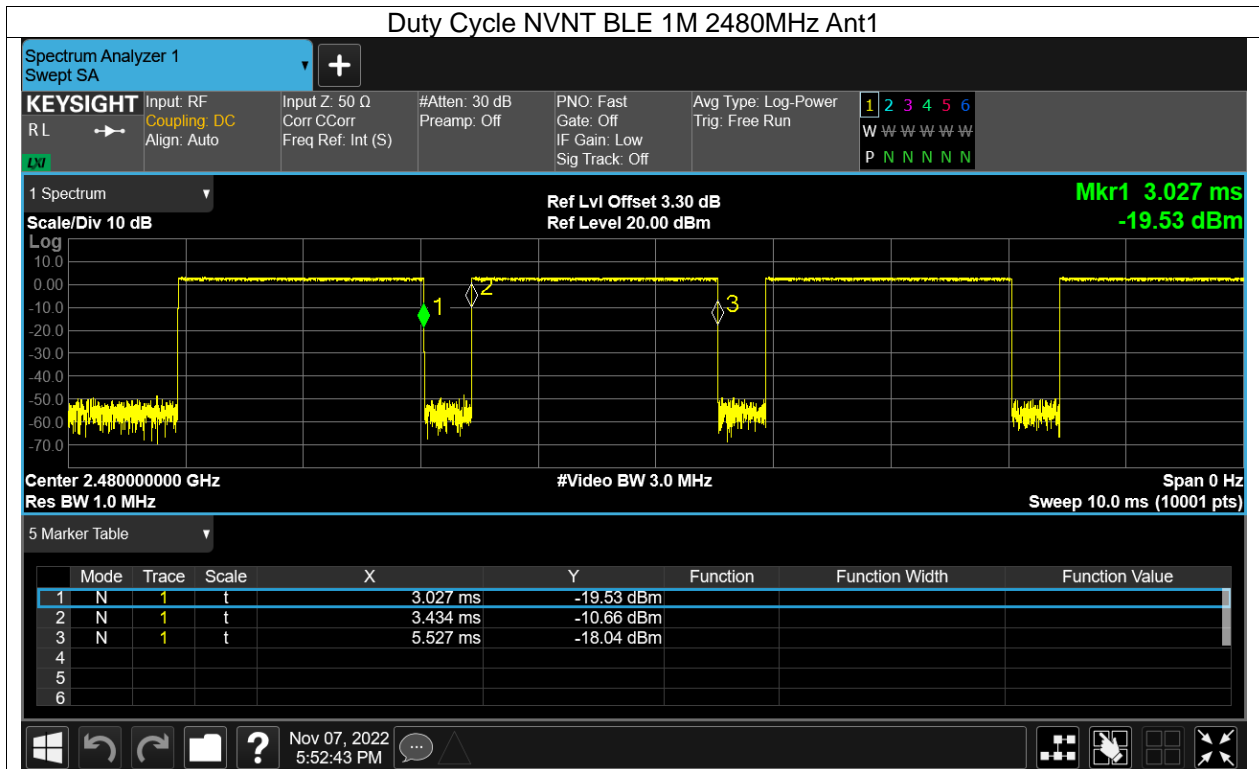 Duty Cycle NVNT BLE 1M 2480MHz Ant1
Spectrum Analyzer 1
Swept SA
KEYSIGHT
RL
LXI
Input: RF
Coupling: DC
Align: Auto
Input Z: 50 Ω
Corr CCorr
Freq Ref: Int (S)
#Atten: 30 dB
Preamp: Off
PNO: Fast
Gate: Off
IF Gain: Low
Sig Track: Off
Avg Type: Log-Power
Trig: Free Run
1 2 3 4 5 6
W W W W W W
P N N N N N
1 Spectrum
Scale/Div 10 dB
Ref Lvl Offset 3.30 dB
Ref Level 20.00 dBm
Mkr1 3.027 ms
-19.53 dBm
Log
10.0
0.00
-10.0
-20.0
-30.0
-40.0
-50.0
-60.0
-70.0
1
2
3
Center 2.480000000 GHz
#Video BW 3.0 MHz
Span 0 Hz
Res BW 1.0 MHz
Sweep 10.0 ms (10001 pts)
5 Marker Table
Mode Trace Scale X Y Function Function Width Function Value
1 N 1 t 3.027 ms -19.53 dBm
2 N 1 t 3.434 ms -10.66 dBm
3 N 1 t 5.527 ms -18.04 dBm
4
5
6
?
Nov 07, 2022
5:52:43 PM